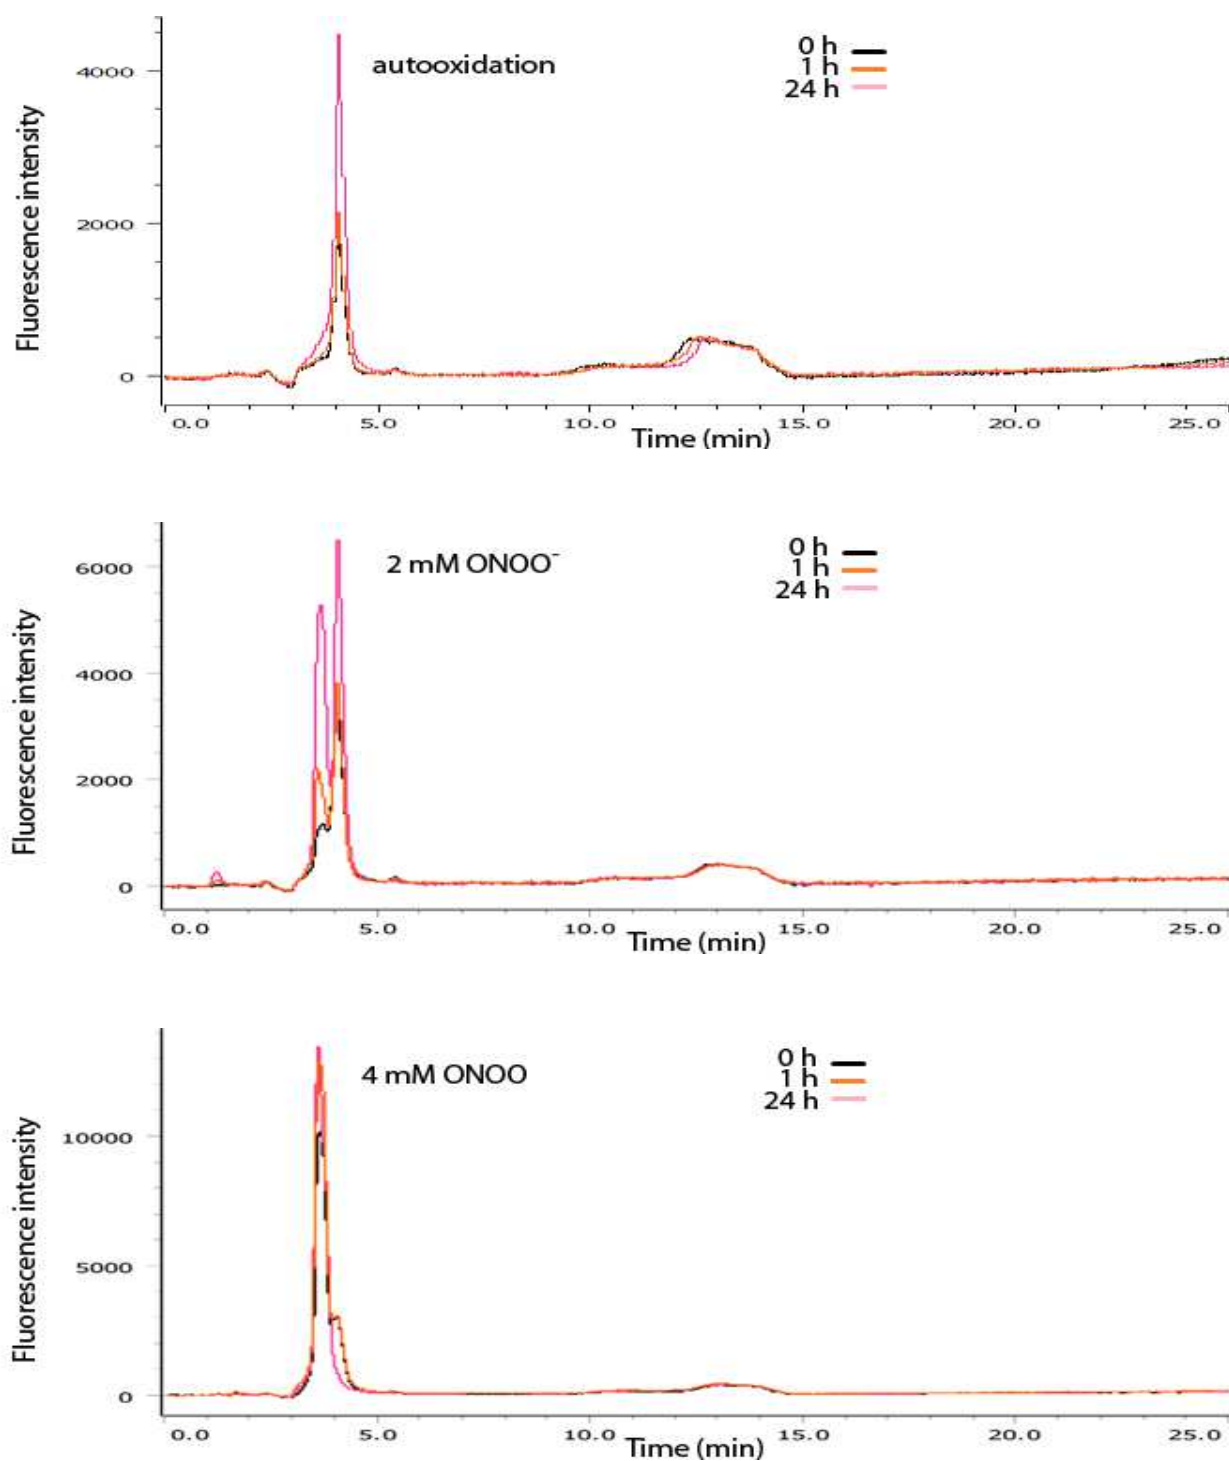 Fluorescence intensity
autooxidation
0 h
1 h
24 h
4000
2000
0
0.0 5.0 10.0 15.0 20.0 25.0
Time (min)
Fluorescence intensity
2 mM ONOO⁻
0 h
1 h
24 h
6000
4000
2000
0
0.0 5.0 10.0 15.0 20.0 25.0
Time (min)
Fluorescence intensity
4 mM ONOO
0 h
1 h
24 h
10000
5000
0
0.0 5.0 10.0 15.0 20.0 25.0
Time (min)